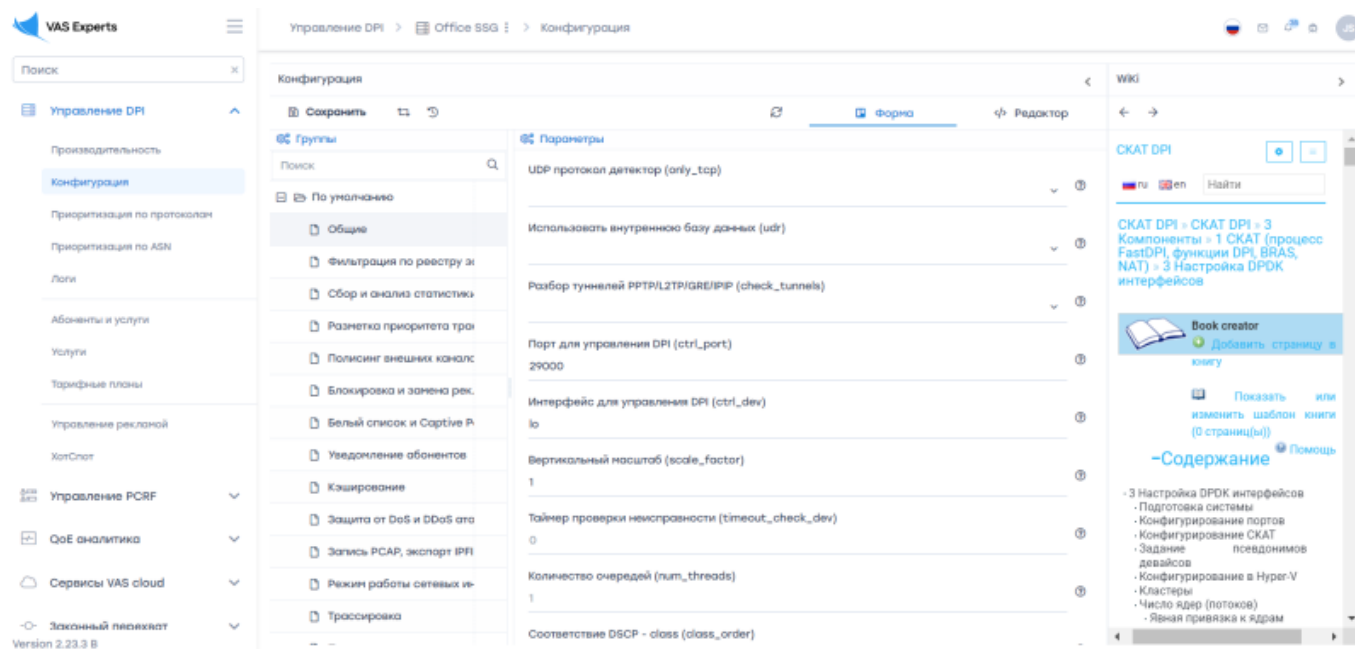 VAS Experts
Управление DPI > Office SSG > Конфигурация
Поиск
Управление DPI
Производительность
Конфигурация
Приоритизация по протоколам
Приоритизация по ASN
Логи
Абоненты и услуги
Услуги
Тарифные планы
Управление рекламой
ХотСпот
Управление PCRF
QoE аналитика
Сервисы VAS cloud
Законный перехват
Version 2.23.3 B
Конфигурация
Сохранить
Форма
</> Редактор
Группы
Поиск
По умолчанию
Общие
Фильтрация по реестру з
Сбор и анализ статистики
Разметка приоритета тра
Полисинг внешних канало
Блокировка и замена рек.
Белый список и Captive P
Уведомление абонентов
Кэширование
Защита от DoS и DDoS ата
Запись PCAP, экспорт IPFI
Режим работы сетевых ин
Трассировка
Параметры
UDP протокол детектор (only_tcp)
Использовать внутреннюю базу данных (udr)
Разбор туннелей PPTP/L2TP/GRE/IPIP (check_tunnels)
Порт для управления DPI (ctrl_port)
29000
Интерфейс для управления DPI (ctrl_dev)
lo
Вертикальный масштаб (scale_factor)
1
Таймер проверки неисправности (timeout_check_dev)
0
Количество очередей (num_threads)
1
Соответствие DSCP - class (class_order)
Wiki
СКАТ DPI
ru en Найти
СКАТ DPI » СКАТ DPI » 3
Компоненты » 1 СКАТ (процесс
FastDPI, функции DPI, BRAS,
NAT) » 3 Настройка DPDK
интерфейсов
Book creator
Добавить страницу в
книгу
Показать или
изменить шаблон книги
(0 страниц(ы))
Помощь
−Содержание
3 Настройка DPDK интерфейсов
Подготовка системы
Конфигурирование портов
Конфигурирование СКАТ
Задание псевдонимов
девайсов
Конфигурирование в Hyper-V
Кластеры
Число ядер (потоков)
Явная привязка к ядрам